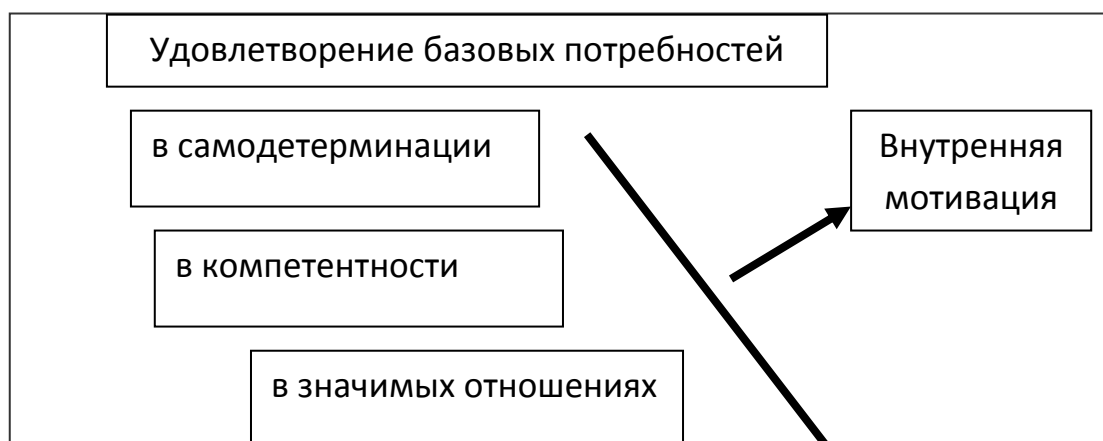 Удовлетворение базовых потребностей
в самодетерминации
Внутренняя
мотивация
в компетентности
в значимых отношениях